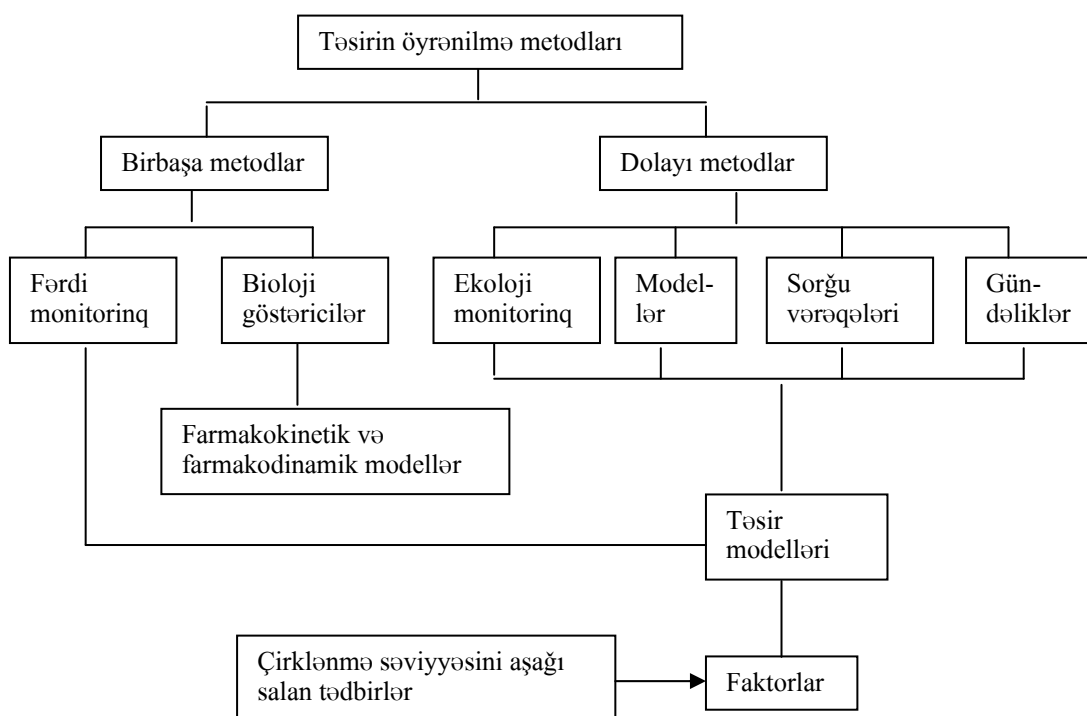 Təsirin öyrənilmə metodları
Birbaşa metodlar
Dolayı metodlar
Fərdi
monitorinq
Bioloji
göstəricilər
Ekoloji
monitorinq
Model-
lər
Sorğu
vərəqələri
Gün-
dəliklər
Farmakokinetik və
farmakodinamik modellər
Təsir
modelləri
Çirklənmə səviyyəsini aşağı
salan tədbirlər
Faktorlar